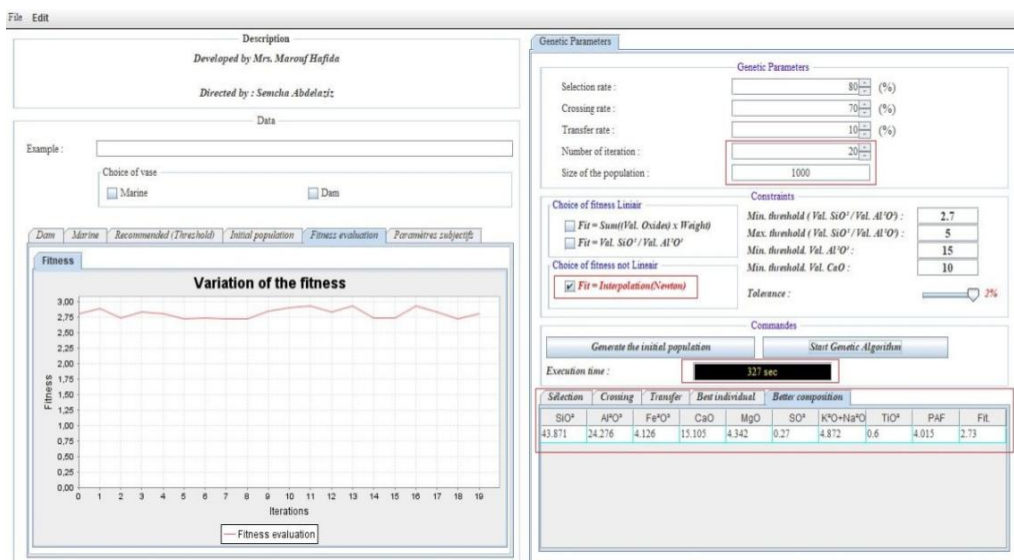 File Edit
Description
Developed by Mrs. Marouf Hafida
Directed by : Semcha Abdelaziz
Data
Example :
Choice of vase
Marine Dam
Dam Marine Recommended (Threshold) Initial population Fitness evaluation Paramètres subjectifs
Fitness
Variation of the fitness
Fitness
3,00
2,75
2,50
2,25
2,00
1,75
1,50
1,25
1,00
0,75
0,50
0,25
0,00
0 1 2 3 4 5 6 7 8 9 10 11 12 13 14 15 16 17 18 19
Iterations
Fitness evaluation
Genetic Parameters
Genetic Parameters
Selection rate : 80 (%)
Crossing rate : 70 (%)
Transfer rate : 10 (%)
Number of iteration : 20
Size of the population : 1000
Choice of fitness Liniair
Fit = Sum((Val. Oxides) x Weight)
Fit = Val. SiO² / Val. Al²O³
Choice of fitness not Lineair
Fit = Interpolation(Newton)
Constraints
Min. threshold ( Val. SiO² / Val. Al²O³) : 2.7
Max. threshold ( Val. SiO² / Val. Al²O³) : 5
Min. threshold. Val. Al²O³ : 15
Min. threshold. Val. CaO : 10
Tolerance : 3%
Commandes
Generate the initial population Start Genetic Algorithm
Execution time : 327 sec
Selection Crossing Transfer Best individual Better composition
SiO² Al²O³ Fe²O³ CaO MgO SO³ K²O+Na²O TiO² PAF Fit.
43.871 24.276 4.126 15.105 4.342 0.27 4.872 0.6 4.015 2.73